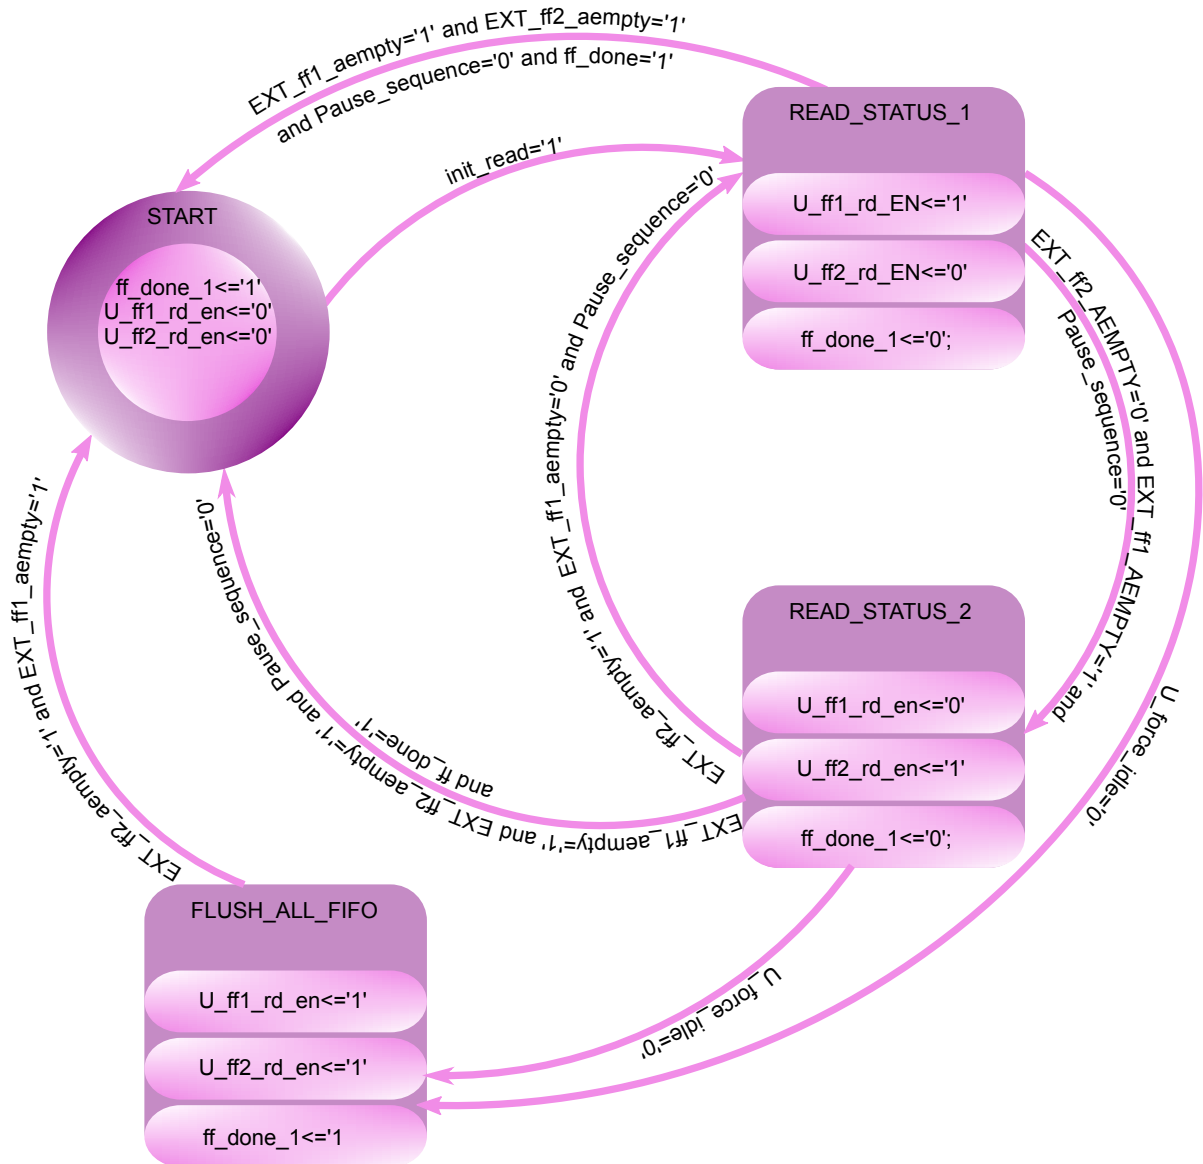 EXT_ff1_aempty='1' and EXT_ff2_aempty='1'
and Pause_sequence='0' and ff_done='1'
init_read='1'
START
ff_done_1<='1'
U_ff1_rd_en<='0'
U_ff2_rd_en<='0'
READ_STATUS_1
U_ff1_rd_EN<='1'
U_ff2_rd_EN<='0'
ff_done_1<='0';
EXT_ff2_AEMPTY='0' and EXT_ff1_AEMPTY='1' and
Pause_sequence='0'
U_force_idle='0'
EXT_ff2_aempty='1' and EXT_ff1_aempty='0' and Pause_sequence='0'
READ_STATUS_2
U_ff1_rd_en<='0'
U_ff2_rd_en<='1'
ff_done_1<='0';
EXT_ff1_aempty='1' and EXT_ff2_aempty='1' and Pause_sequence='0'
and ff_done='1'
U_force_idle='0'
EXT_ff2_aempty='1' and EXT_ff1_aempty='1'
FLUSH_ALL_FIFO
U_ff1_rd_en<='1'
U_ff2_rd_en<='1'
ff_done_1<='1